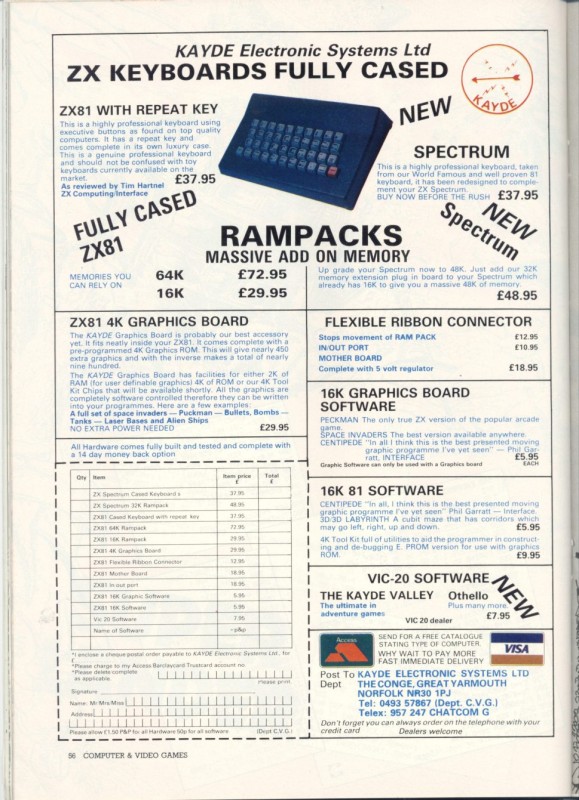 KAYDE Electronic Systems Ltd
ZX KEYBOARDS FULLY CASED
KAYDE
ZX81 WITH REPEAT KEY
This is a highly professional keyboard using
executive buttons as found on top quality
computers. It has a repeat key and
comes complete in its own luxury case.
This is a genuine professional keyboard
and should not be confused with toy
keyboards currently available on the
market.
£37.95
As reviewed by Tim Hartnel
ZX Computing/Interface
NEW
SPECTRUM
This is a highly professional keyboard, taken
from our World Famous and well proven 81
keyboard, it has been redesigned to comple-
ment your ZX Spectrum.
BUY NOW BEFORE THE RUSH £37.95
FULLY CASED
ZX81
NEW
Spectrum
RAMPACKS
MASSIVE ADD ON MEMORY
MEMORIES YOU
CAN RELY ON
64K £72.95
16K £29.95
Up grade your Spectrum now to 48K. Just add our 32K
memory extension plug in board to your Spectrum which
already has 16K to give you a massive 48K of memory.
£48.95
ZX81 4K GRAPHICS BOARD
The KAYDE Graphics Board is probably our best accessory
yet. It fits neatly inside your ZX81. It comes complete with a
pre-programmed 4K Graphics ROM. This will give nearly 450
extra graphics and with the inverse makes a total of nearly
nine hundred.
The KAYDE Graphics Board has facilities for either 2K of
RAM (for user definable graphics) 4K of ROM or our 4K Tool
Kit Chips that will be available shortly. All the graphics are
completely software controlled therefore they can be written
into your programmes. Here are a few examples:
A full set of space invaders — Puckman — Bullets, Bombs —
Tanks — Laser Bases and Alien Ships
NO EXTRA POWER NEEDED £29.95
All Hardware comes fully built and tested and complete with
a 14 day money back option
FLEXIBLE RIBBON CONNECTOR
Stops movement of RAM PACK £12.95
IN/OUT PORT £10.95
MOTHER BOARD
Complete with 5 volt regulator £18.95
16K GRAPHICS BOARD
SOFTWARE
PECKMAN The only true ZX version of the popular arcade
game.
SPACE INVADERS The best version available anywhere.
CENTIPEDE "In all I think this is the best presented moving
graphic programme I've yet seen" — Phil Gar-
ratt, INTERFACE £5.95
Graphic Software can only be used with a Graphics board EACH
16K 81 SOFTWARE
CENTIPEDE "In all, I think this is the best presented moving
graphic programme I've yet seen" Phil Garratt — Interface.
3D/3D LABYRINTH A cubit maze that has corridors which
may go left, right, up and down. £5.95
4K Tool Kit full of utilities to aid the programmer in construct-
ing and de-bugging E. PROM version for use with graphics
ROM. £9.95
VIC-20 SOFTWARE
NEW
THE KAYDE VALLEY
The ultimate in
adventure games
Othello
Plus many more.
£7.95
VIC 20 dealer
Qty Item Item price £ Total £
ZX Spectrum Cased Keyboard s 37.95
ZX Spectrum 32K Rampack 48.95
ZX81 Cased Keyboard with repeat key 37.95
ZX81 64K Rampack 72.95
ZX81 16K Rampack 29.95
ZX81 4K Graphics Board 29.95
ZX81 Flexible Ribbon Connector 12.95
ZX81 Mother Board 18.95
ZX81 In-out port
ZX81 16K Graphic Software 5.95
ZX81 16K Software 5.95
Vic 20 Software 7.95
Name of Software
*I enclose a cheque postal order payable to KAYDE Electronic Systems Ltd., for
£
*Please charge to my Access Barclaycard Trustcard account no.
*Please delete complete
as applicable.
Please print
Signature
Name: Mr/Mrs/Miss
Address
Please allow £1.50 P&P for all Hardware 50p for all software (Dept C.V.G.)
Access
SEND FOR A FREE CATALOGUE
STATING TYPE OF COMPUTER.
WHY WAIT TO PAY MORE
FAST IMMEDIATE DELIVERY
VISA
Post To
Dept
KAYDE ELECTRONIC SYSTEMS LTD
THE CONGE, GREAT YARMOUTH
NORFOLK NR30 1PJ
Tel: 0493 57867 (Dept. C.V.G.)
Telex: 957 247 CHATCOM G
Don't forget you can always order on the telephone with your
credit card Dealers welcome
56 COMPUTER & VIDEO GAMES